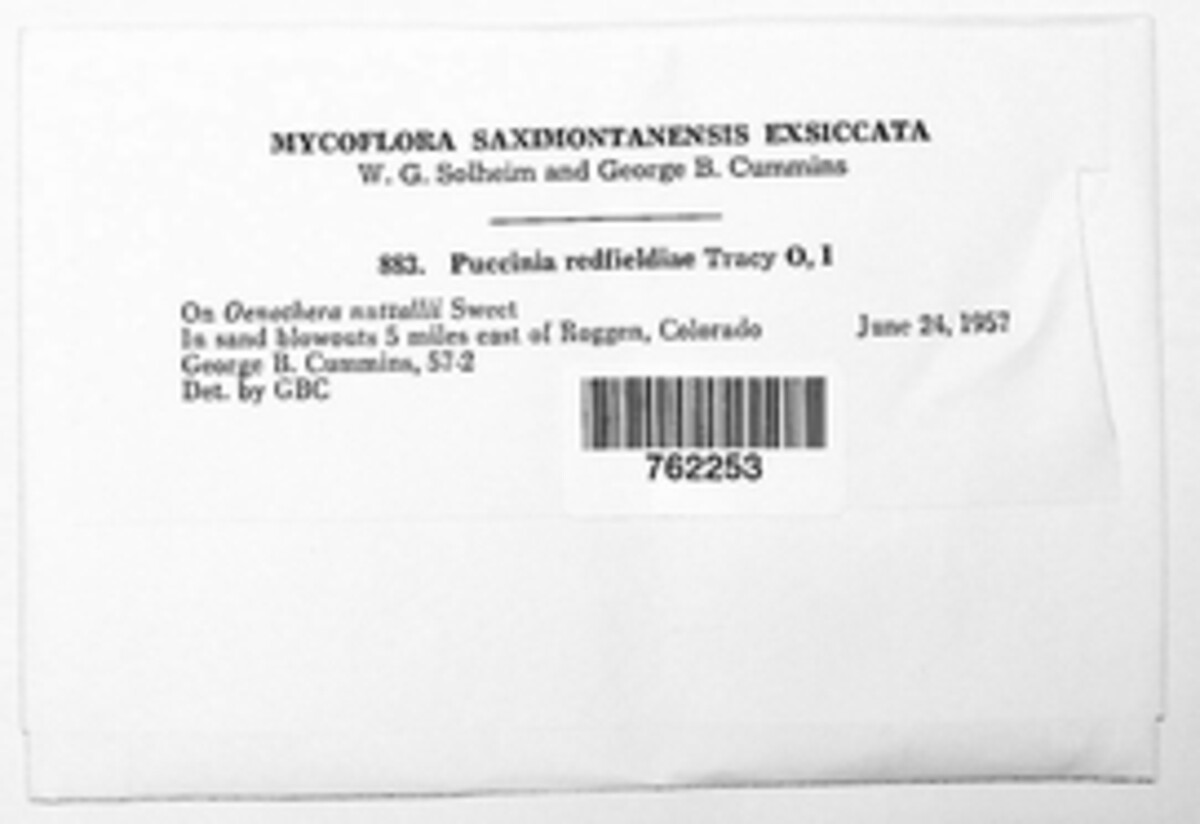 MYCOFLORA SAXIMONTANENSIS EXSICCATA
W. G. Solheim and George B. Cummins
883. Puccinia redfieldiae Tracy O, I
On Oenothera nuttallii Sweet
In sand blowouts 5 miles east of Roggen, Colorado June 24, 1957
George B. Cummins, 57-2
Det. by GBC
762253